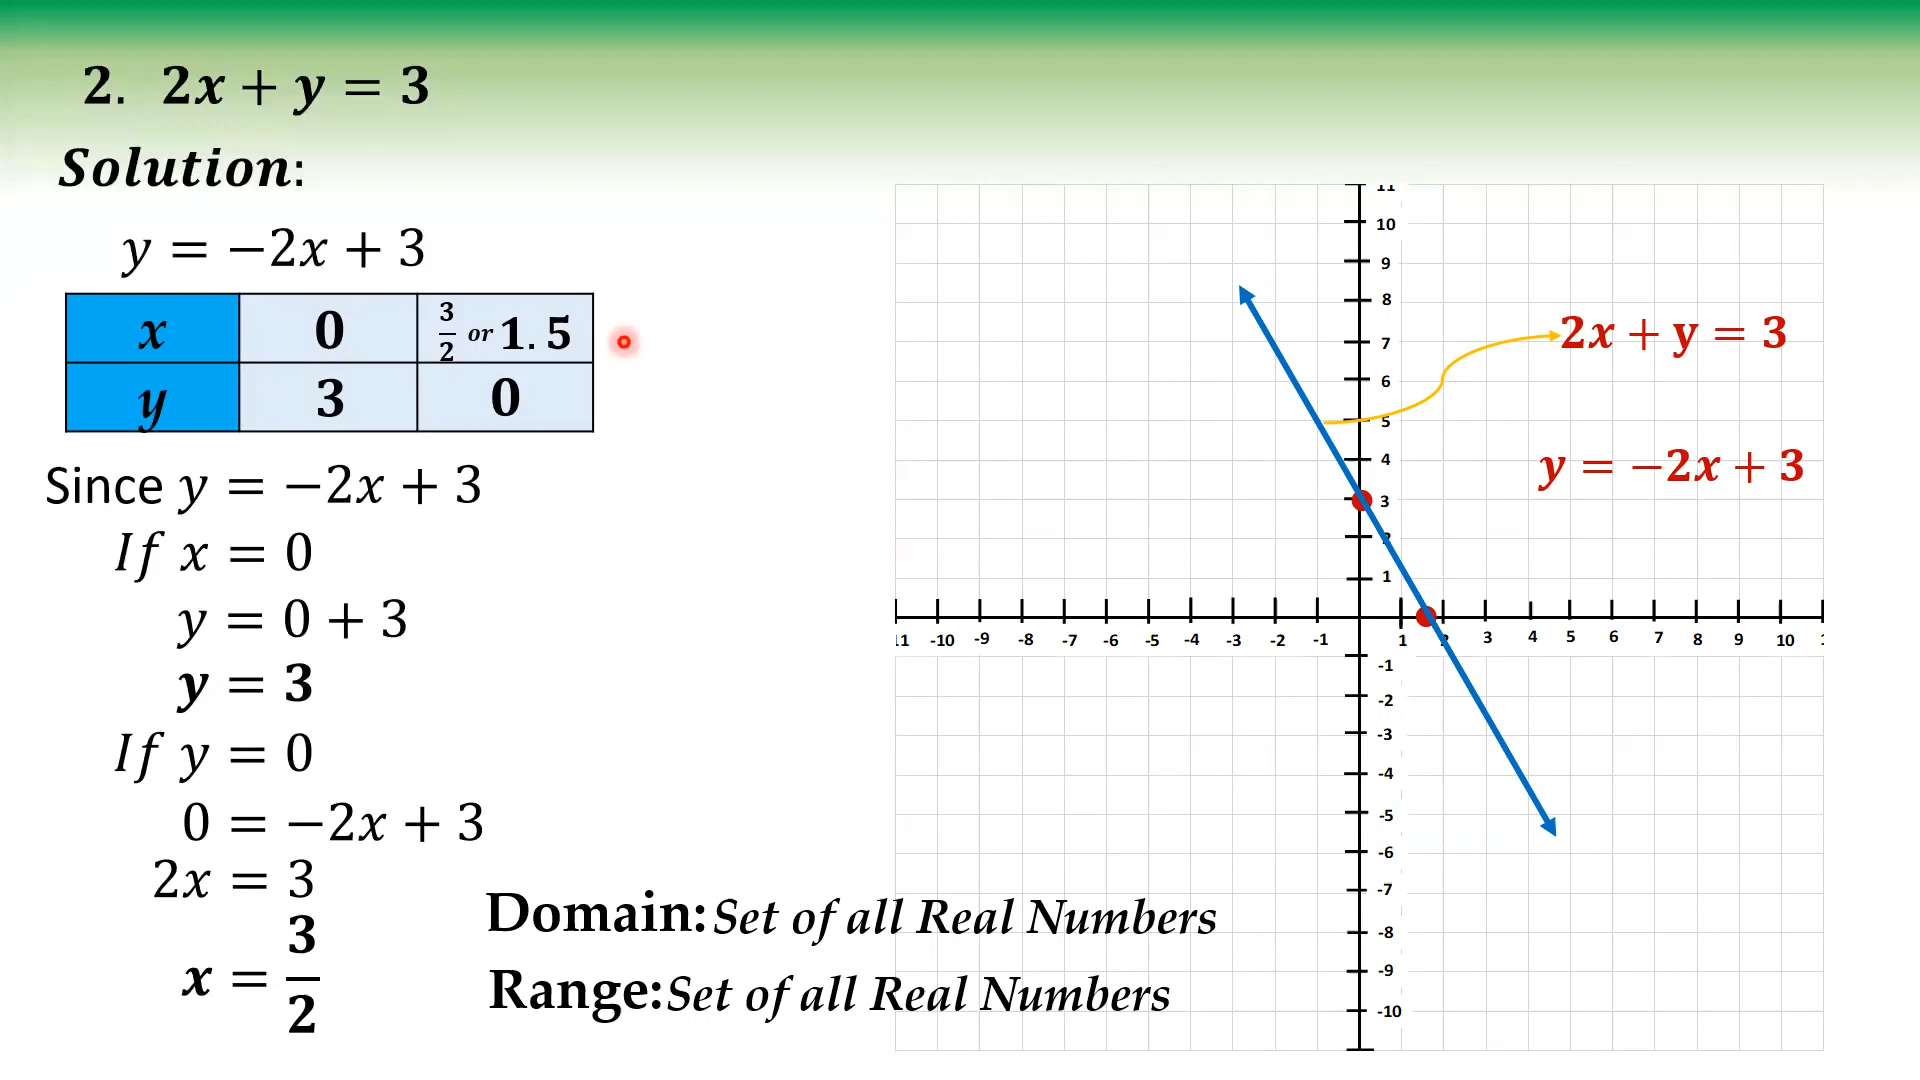 2. 2x + y = 3
Solution:
y = −2x + 3
x 0 3/2 or 1.5
y 3 0
Since y = −2x + 3
If x = 0
y = 0 + 3
y = 3
If y = 0
0 = −2x + 3
2x = 3
x = 3/2
Domain: Set of all Real Numbers
Range: Set of all Real Numbers
2x + y = 3
y = −2x + 3
11
10
9
8
7
6
5
4
3
2
1
-10 -9 -8 -7 -6 -5 -4 -3 -2 -1 1 2 3 4 5 6 7 8 9 10
-1
-2
-3
-4
-5
-6
-7
-8
-9
-10